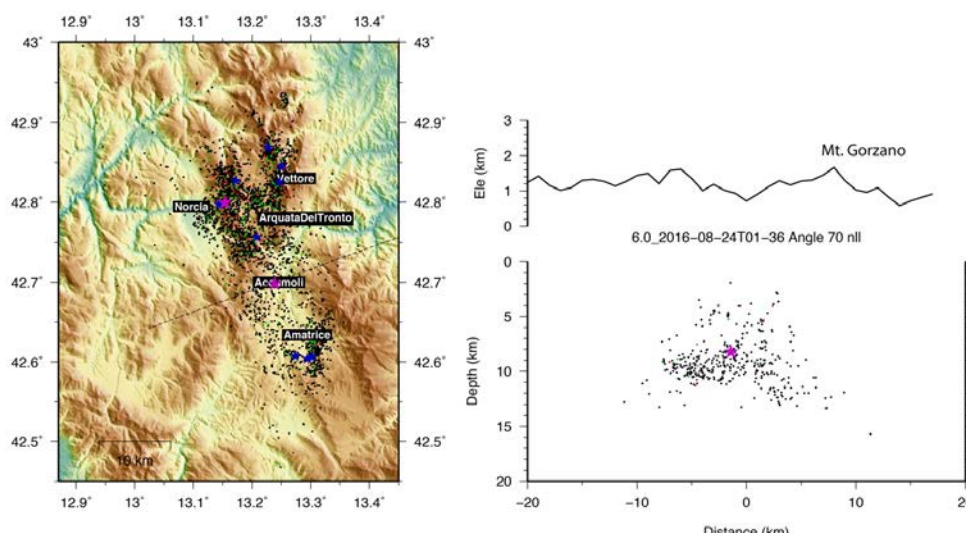 12.9˚ 13˚ 13.1˚ 13.2˚ 13.3˚ 13.4˚
43˚ 43˚
42.9˚ 42.9˚
Vettore
42.8˚ Norcia 42.8˚
ArquataDelTronto
42.7˚ 42.7˚
Accumoli
Amatrice
42.6˚ 42.6˚
42.5˚ 42.5˚
10 km
12.9˚ 13˚ 13.1˚ 13.2˚ 13.3˚ 13.4˚
3
2
1
0
Ele (km)
Mt. Gorzano
6.0_2016-08-24T01-36 Angle 70 nll
0
5
10
15
20
Depth (km)
−20 −10 0 10 20
Distance (km)